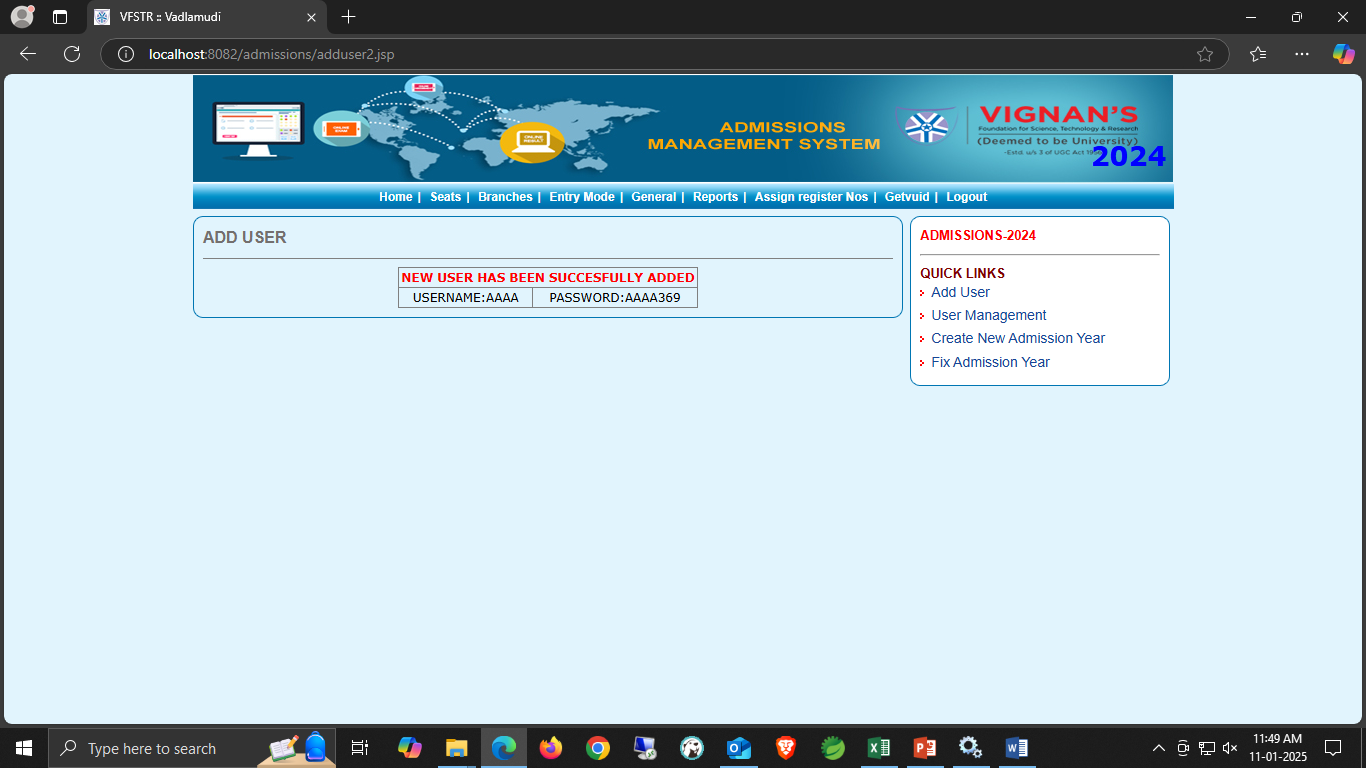 VFSTR :: Vadlamudi
localhost:8082/admissions/adduser2.jsp
ONLINE EXAM
ONLINE RESULT
ADMISSIONS
MANAGEMENT SYSTEM
VIGNAN'S
Foundation for Science, Technology & Research
(Deemed to be University)
-Estd. u/s 3 of UGC Act
2024
Home | Seats | Branches | Entry Mode | General | Reports | Assign register Nos | Getvuid | Logout
ADD USER
NEW USER HAS BEEN SUCCESFULLY ADDED
USERNAME:AAAA PASSWORD:AAAA369
ADMISSIONS-2024
QUICK LINKS
Add User
User Management
Create New Admission Year
Fix Admission Year
Type here to search
11:49 AM
11-01-2025